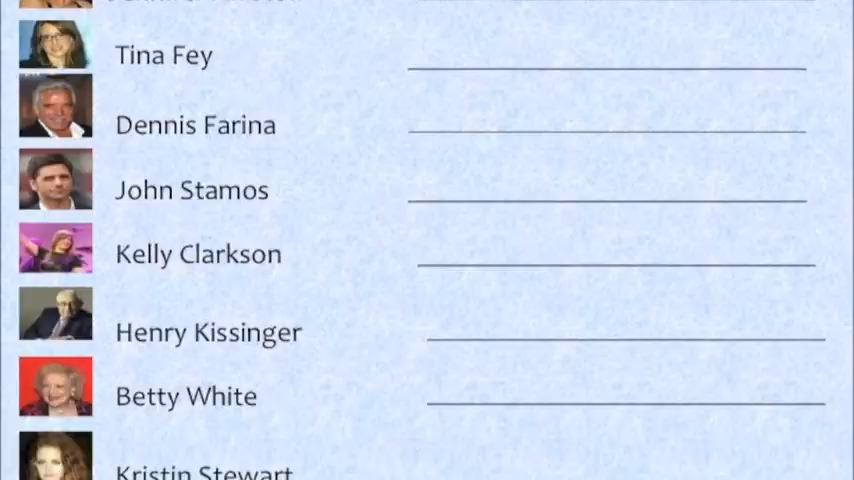 Tina Fey
Dennis Farina
John Stamos
Kelly Clarkson
Henry Kissinger
Betty White
Kristin Stewart